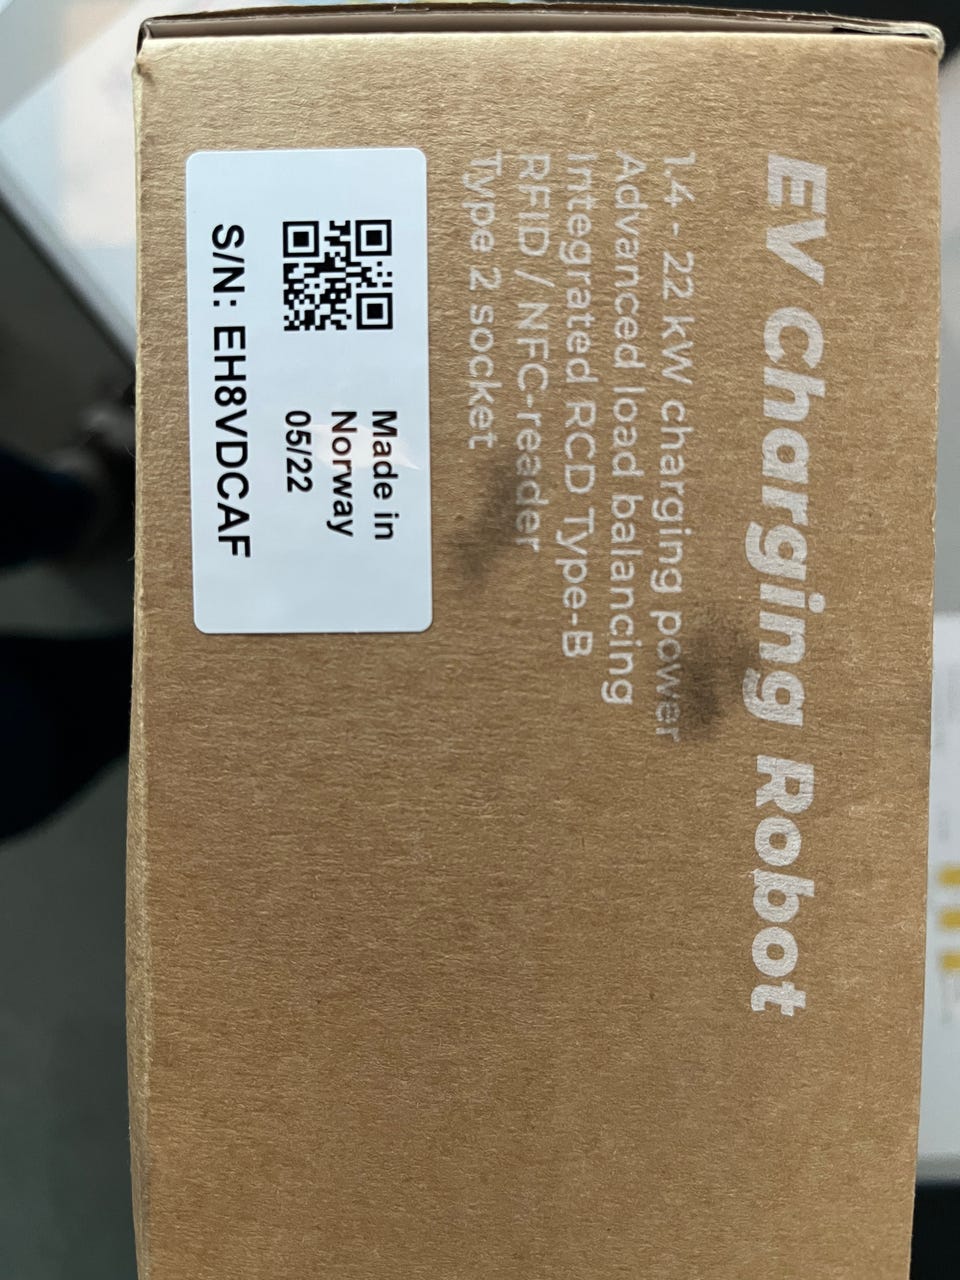 EV Charging Robot
1,4 - 22 kW charging power
Advanced load balancing
Integrated RCD Type-B
RFID / NFC-reader
Type 2 socket
Made in
Norway
05/22
S/N: EH8VDCAF